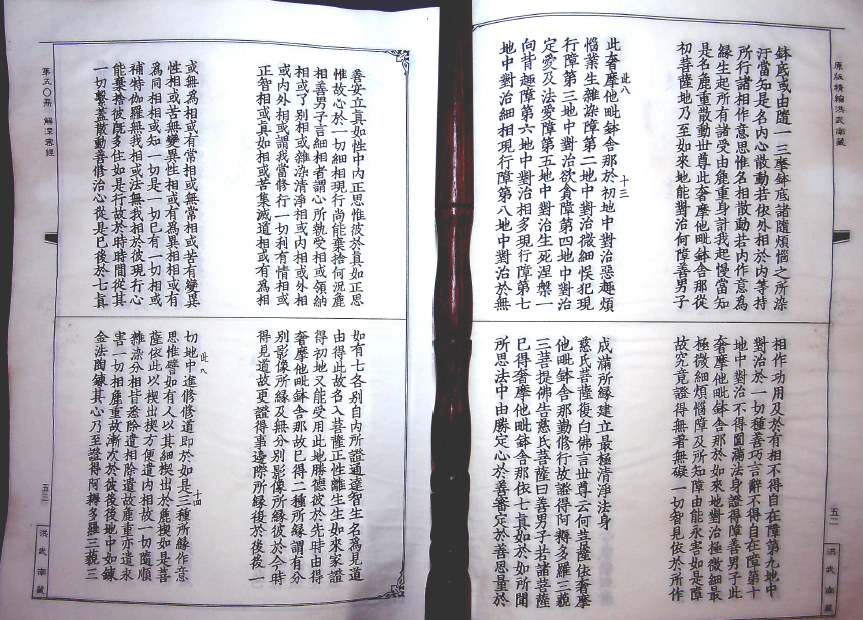 原版精縮洪武南藏
五二
洪武南藏
鉢底或由隨一三摩鉢底諸隨煩惱之所染
汙當知是名內心散動若依外相於內等持
所行諸相作意思惟名相散動若內作意為
緣生起所有諸受由麤重身計我起慢當知
是名麤重散動世尊此奢摩他毗鉢舍那從
初菩薩地乃至如來地能對治何障善男子
此八
十三
此奢摩他毗鉢舍那於初地中對治惡趣煩
惱業生雜染障第二地中對治微細悞犯現
行障第三地中對治欲貪障第四地中對治
定愛及法愛障第五地中對治生死涅槃一
向背趣障第六地中對治相多現行障第七
地中對治細相現行障第八地中對治於無
相作功用及於有相不得自在障第九地中
對治於一切種善巧言辭不得自在障第十
地中對治不得圓滿法身證得障善男子此
奢摩他毗鉢舍那於如來地對治極微細最
極微細煩惱障及所知障由能永害如是障
故究竟證得無著無礙一切智見依於所作
成滿所緣建立最極清淨法身
慈氏菩薩復白佛言世尊云何菩薩依奢摩
他毗鉢舍那勤修行故證得阿耨多羅三藐
三菩提佛告慈氏菩薩曰善男子若諸菩薩
已得奢摩他毗鉢舍那依七真如於如所聞
所思法中由勝定心於善審定於善思量於
善安立真如性中內正思惟彼於真如正思
惟故心於一切細相現行尚能棄捨何況麤
相善男子言細相者謂心所執受相或領納
相或了別相或雜染清淨相或內相或外相
或內外相或謂我當修行一切利有情相或
正智相或真如相或苦集滅道相或有為相
或無為相或有常相或無常相或苦有變異
性相或苦無變異性相或有為異相相或有
為同相相或知一切是一切已有一切相或
補特伽羅無我相或法無我相於彼現行心
能棄捨彼既多住如是行故於時時間從其
一切繫蓋散動善修治心從是已後於七真
如有七各別自內所證通達智生名為見道
由得此故名入菩薩正性離生生如來家證
得初地又能受用此地勝德彼於先時由得
奢摩他毗鉢舍那故已得二種所緣謂有分
別影像所緣及無分別影像所緣彼於今時
得見道故更證得事邊際所緣復於後後一
此九
十四
切地中進修修道即於如是三種所緣作意
思惟譬如有人以其細楔出於麤楔如是菩
薩依此以楔出楔方便遣內相故一切隨順
雜染分相皆悉除遣相除遣故麤重亦遣永
害一切相麤重故漸次於彼後後地中如鍊
金法陶鍊其心乃至證得阿耨多羅三藐三
第五〇冊 解深密經
五三
洪武南藏